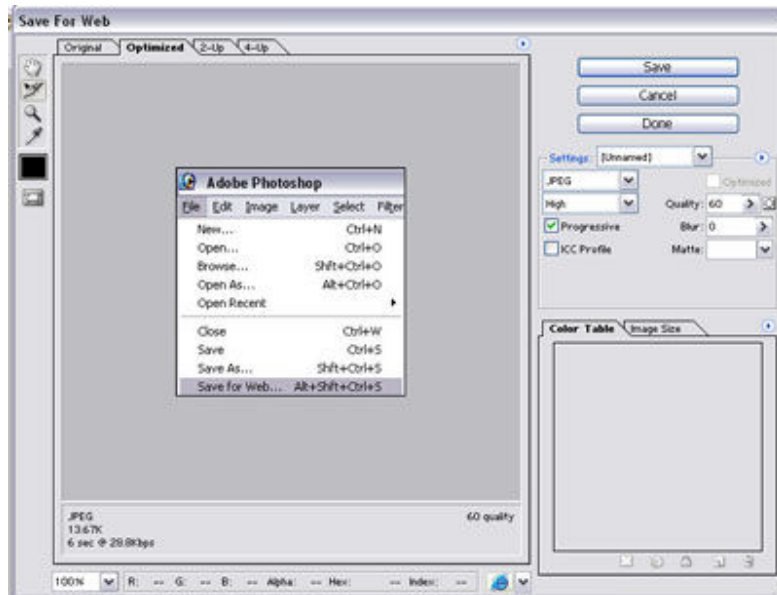 Save For Web
Original Optimized 2-Up 4-Up
Save
Cancel
Done
Settings: [Unnamed]
JPEG Optimized
High Quality: 60
Progressive Blur: 0
ICC Profile Matte:
Adobe Photoshop
File Edit Image Layer Select Filter
New... Ctrl+N
Open... Ctrl+O
Browse... Shft+Ctrl+O
Open As... Alt+Ctrl+O
Open Recent
Close Ctrl+W
Save Ctrl+S
Save As... Shft+Ctrl+S
Save for Web... Alt+Shft+Ctrl+S
Color Table Image Size
JPEG 60 quality
13.67K
6 sec @ 28.8Kbps
100% R: -- G: -- B: -- Alpha: -- Hex: -- Index: --